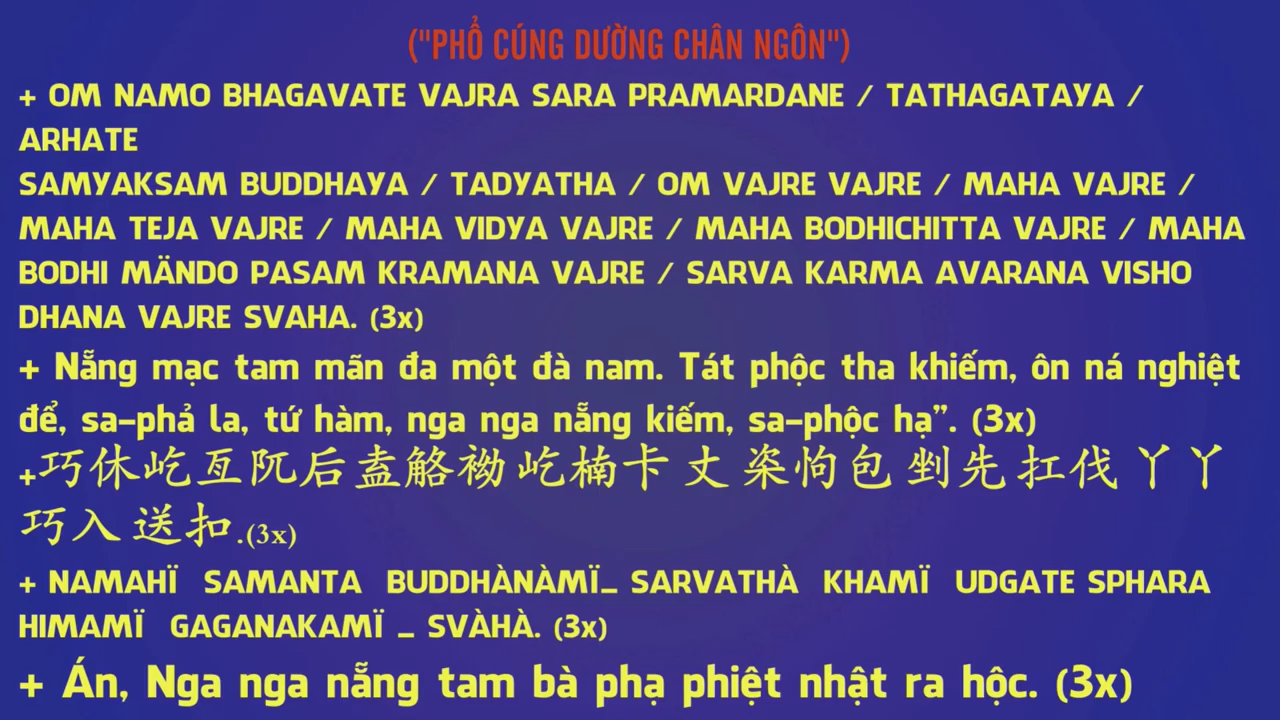 ("PHỔ CÚNG DƯỜNG CHÂN NGÔN")
+ OM NAMO BHAGAVATE VAJRA SARA PRAMARDANE / TATHAGATAYA /
ARHATE
SAMYAKSAM BUDDHAYA / TADYATHA / OM VAJRE VAJRE / MAHA VAJRE /
MAHA TEJA VAJRE / MAHA VIDYA VAJRE / MAHA BODHICHITTA VAJRE / MAHA
BODHI MÄNDO PASAM KRAMANA VAJRE / SARVA KARMA AVARANA VISHO
DHANA VAJRE SVAHA. (3x)
+ Nẵng mạc tam mãn đa một đà nam. Tát phộc tha khiếm, ôn ná nghiệt
để, sa-phả la, tứ hàm, nga nga nẵng kiếm, sa-phộc hạ”. (3x)
+巧休屹亙阢后盍觡袎屹楠卡丈 楶怐包 剉先 扛伐 丫丫
巧入 送扣.(3x)
+ NAMAHÏ SAMANTA BUDDHÀNÀMÏ_ SARVATHÀ KHAMÏ UDGATE SPHARA
HIMAMÏ GAGANAKAMÏ _ SVÀHÀ. (3x)
+ Án, Nga nga nẵng tam bà phạ phiệt nhật ra hộc. (3x)